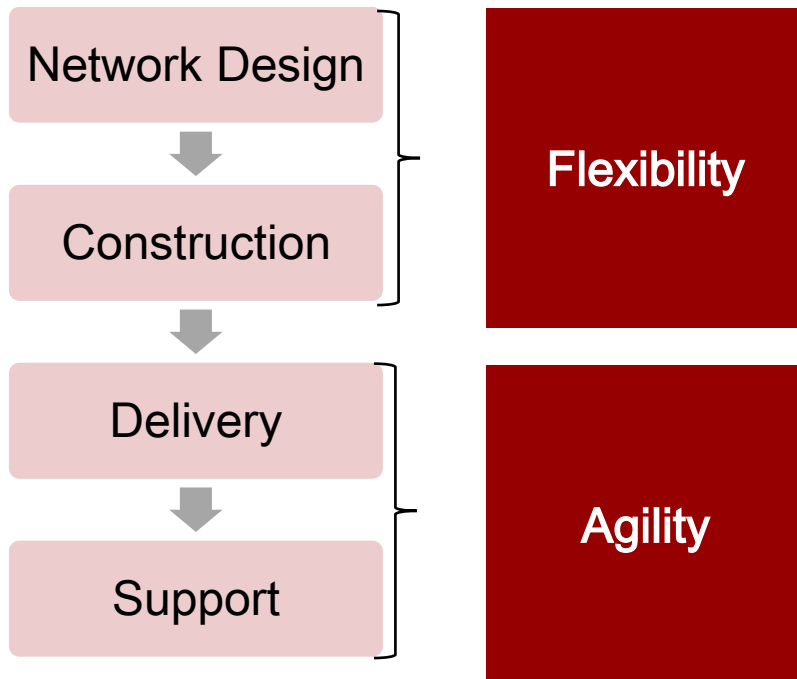 Network Design
Construction
Flexibility
Delivery
Support
Agility